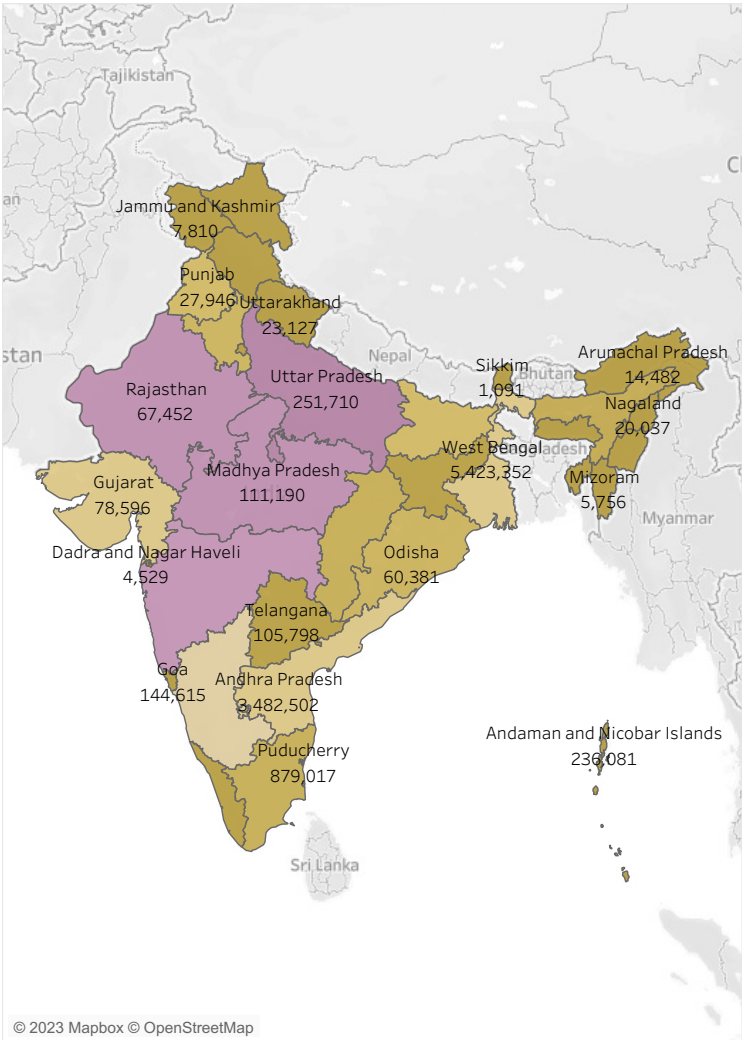 Tajikistan
C
an
Jammu and Kashmir
7,810
Punjab
27,946
Uttarakhand
23,127
stan
Nepal
Sikkim
1,091
Bhutan
Arunachal Pradesh
14,482
Rajasthan
67,452
Uttar Pradesh
251,710
Nagaland
20,037
West Bengal
5,423,352
adesh
Madhya Pradesh
111,190
Gujarat
78,596
Mizoram
5,756
Myanmar
Dadra and Nagar Haveli
4,529
Odisha
60,381
Telangana
105,798
Goa
144,615
Andhra Pradesh
3,482,502
Puducherry
879,017
Andaman and Nicobar Islands
236,081
Sri Lanka
© 2023 Mapbox © OpenStreetMap